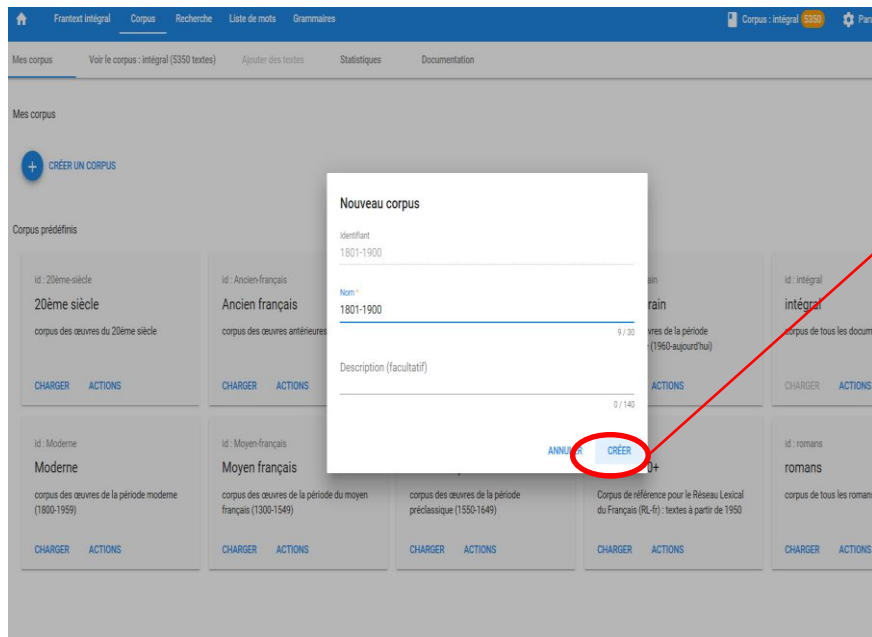 Frantext intégral Corpus Recherche Liste de mots Grammaires Corpus : intégral 5350
Mes corpus Voir le corpus : intégral (5350 textes) Ajouter des textes Statistiques Documentation
Mes corpus
+ CRÉER UN CORPUS
Nouveau corpus
Identifiant
1801-1900
Nom *
1801-1900
9 / 30
Description (facultatif)
0 / 140
ANNULER CRÉER
Corpus prédéfinis
id : 20ème-siècle
20ème siècle
corpus des œuvres du 20ème siècle
CHARGER ACTIONS
id : Ancien-français
Ancien français
corpus des œuvres antérieures
CHARGER ACTIONS
(1960-aujourd'hui)
ACTIONS
id : intégral
intégral
corpus de tous les
CHARGER ACTIONS
id : Moderne
Moderne
corpus des œuvres de la période moderne
(1800-1959)
CHARGER ACTIONS
id : Moyen-français
Moyen français
corpus des œuvres de la période du moyen
français (1300-1549)
CHARGER ACTIONS
corpus des œuvres de la période
préclassique (1550-1649)
CHARGER ACTIONS
0+
Corpus de référence pour le Réseau Lexical
du Français (RL-fr) : textes à partir de 1950
CHARGER ACTIONS
id : romans
romans
corpus de tous les
CHARGER ACTIONS